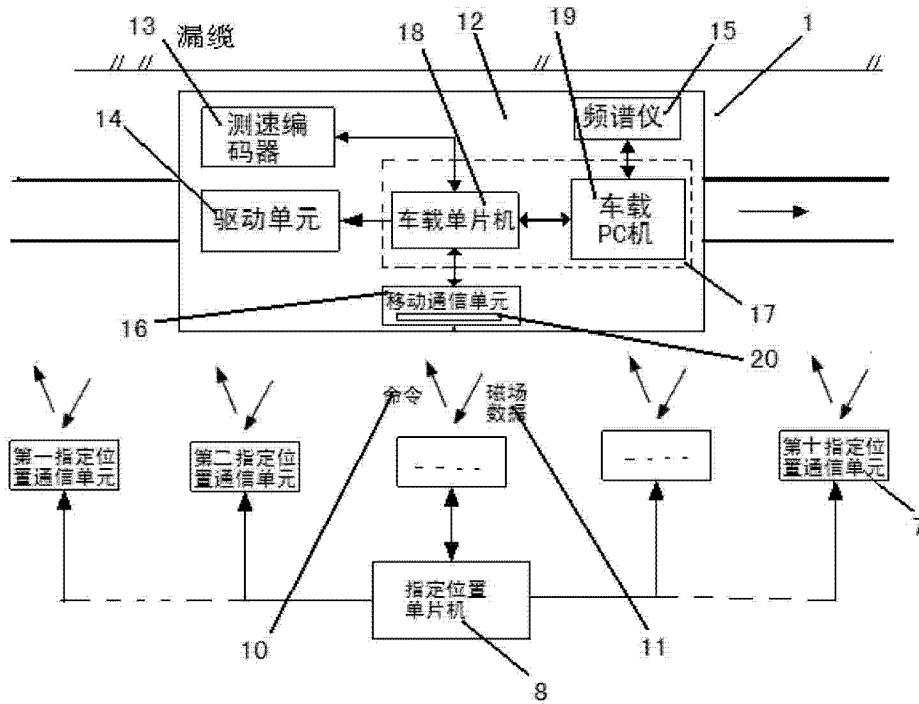 13
漏缆
18
12
19
15
1
14
测速编
码器
频谱仪
驱动单元
车载单片机
车载
PC机
16
移动通信单元
17
20
命令
磁场
数据
第一指定位
置通信单元
第二指定位
置通信单元
- - - -
- - - -
第十指定位
置通信单元
7
指定位置
单片机
10
8
11